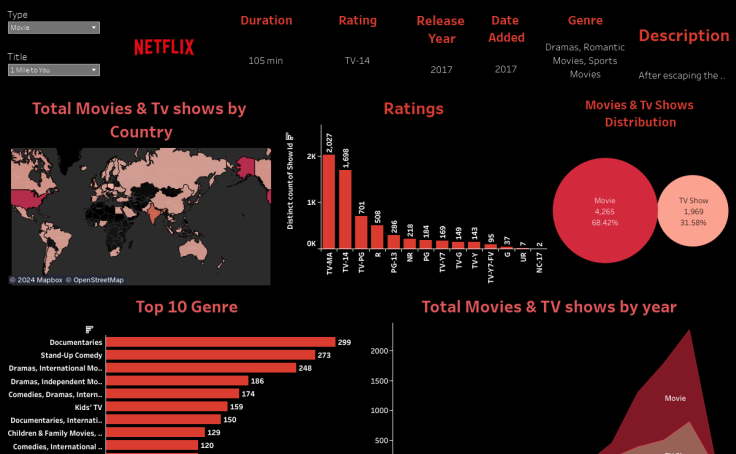 Type
Movie
Title
1 Mile to You
NETFLIX
Duration
105 min
Rating
TV-14
Release
Year
2017
Date
Added
2017
Genre
Dramas, Romantic
Movies, Sports
Movies
Description
After escaping the ..
Total Movies & Tv shows by
Country
© 2024 Mapbox © OpenStreetMap
Ratings
Distinct count of Show Id
2K
1K
0K
2,027
1,698
701
508
286
218
184
169
149
143
95
37
7
2
TV-MA
TV-14
TV-PG
R
PG-13
NR
PG
TV-Y7
TV-G
TV-Y
TV-Y7-FV
G
UR
NC-17
Movies & Tv Shows
Distribution
Movie
4,265
68.42%
TV Show
1,969
31.58%
Top 10 Genre
Documentaries 299
Stand-Up Comedy 273
Dramas, International Mo.. 248
Dramas, Independent Mo.. 186
Comedies, Dramas, Intern.. 174
Kids' TV 159
Documentaries, Internati.. 150
Children & Family Movies, .. 129
Comedies, International .. 120
Total Movies & TV shows by year
2000
1500
1000
500
Movie